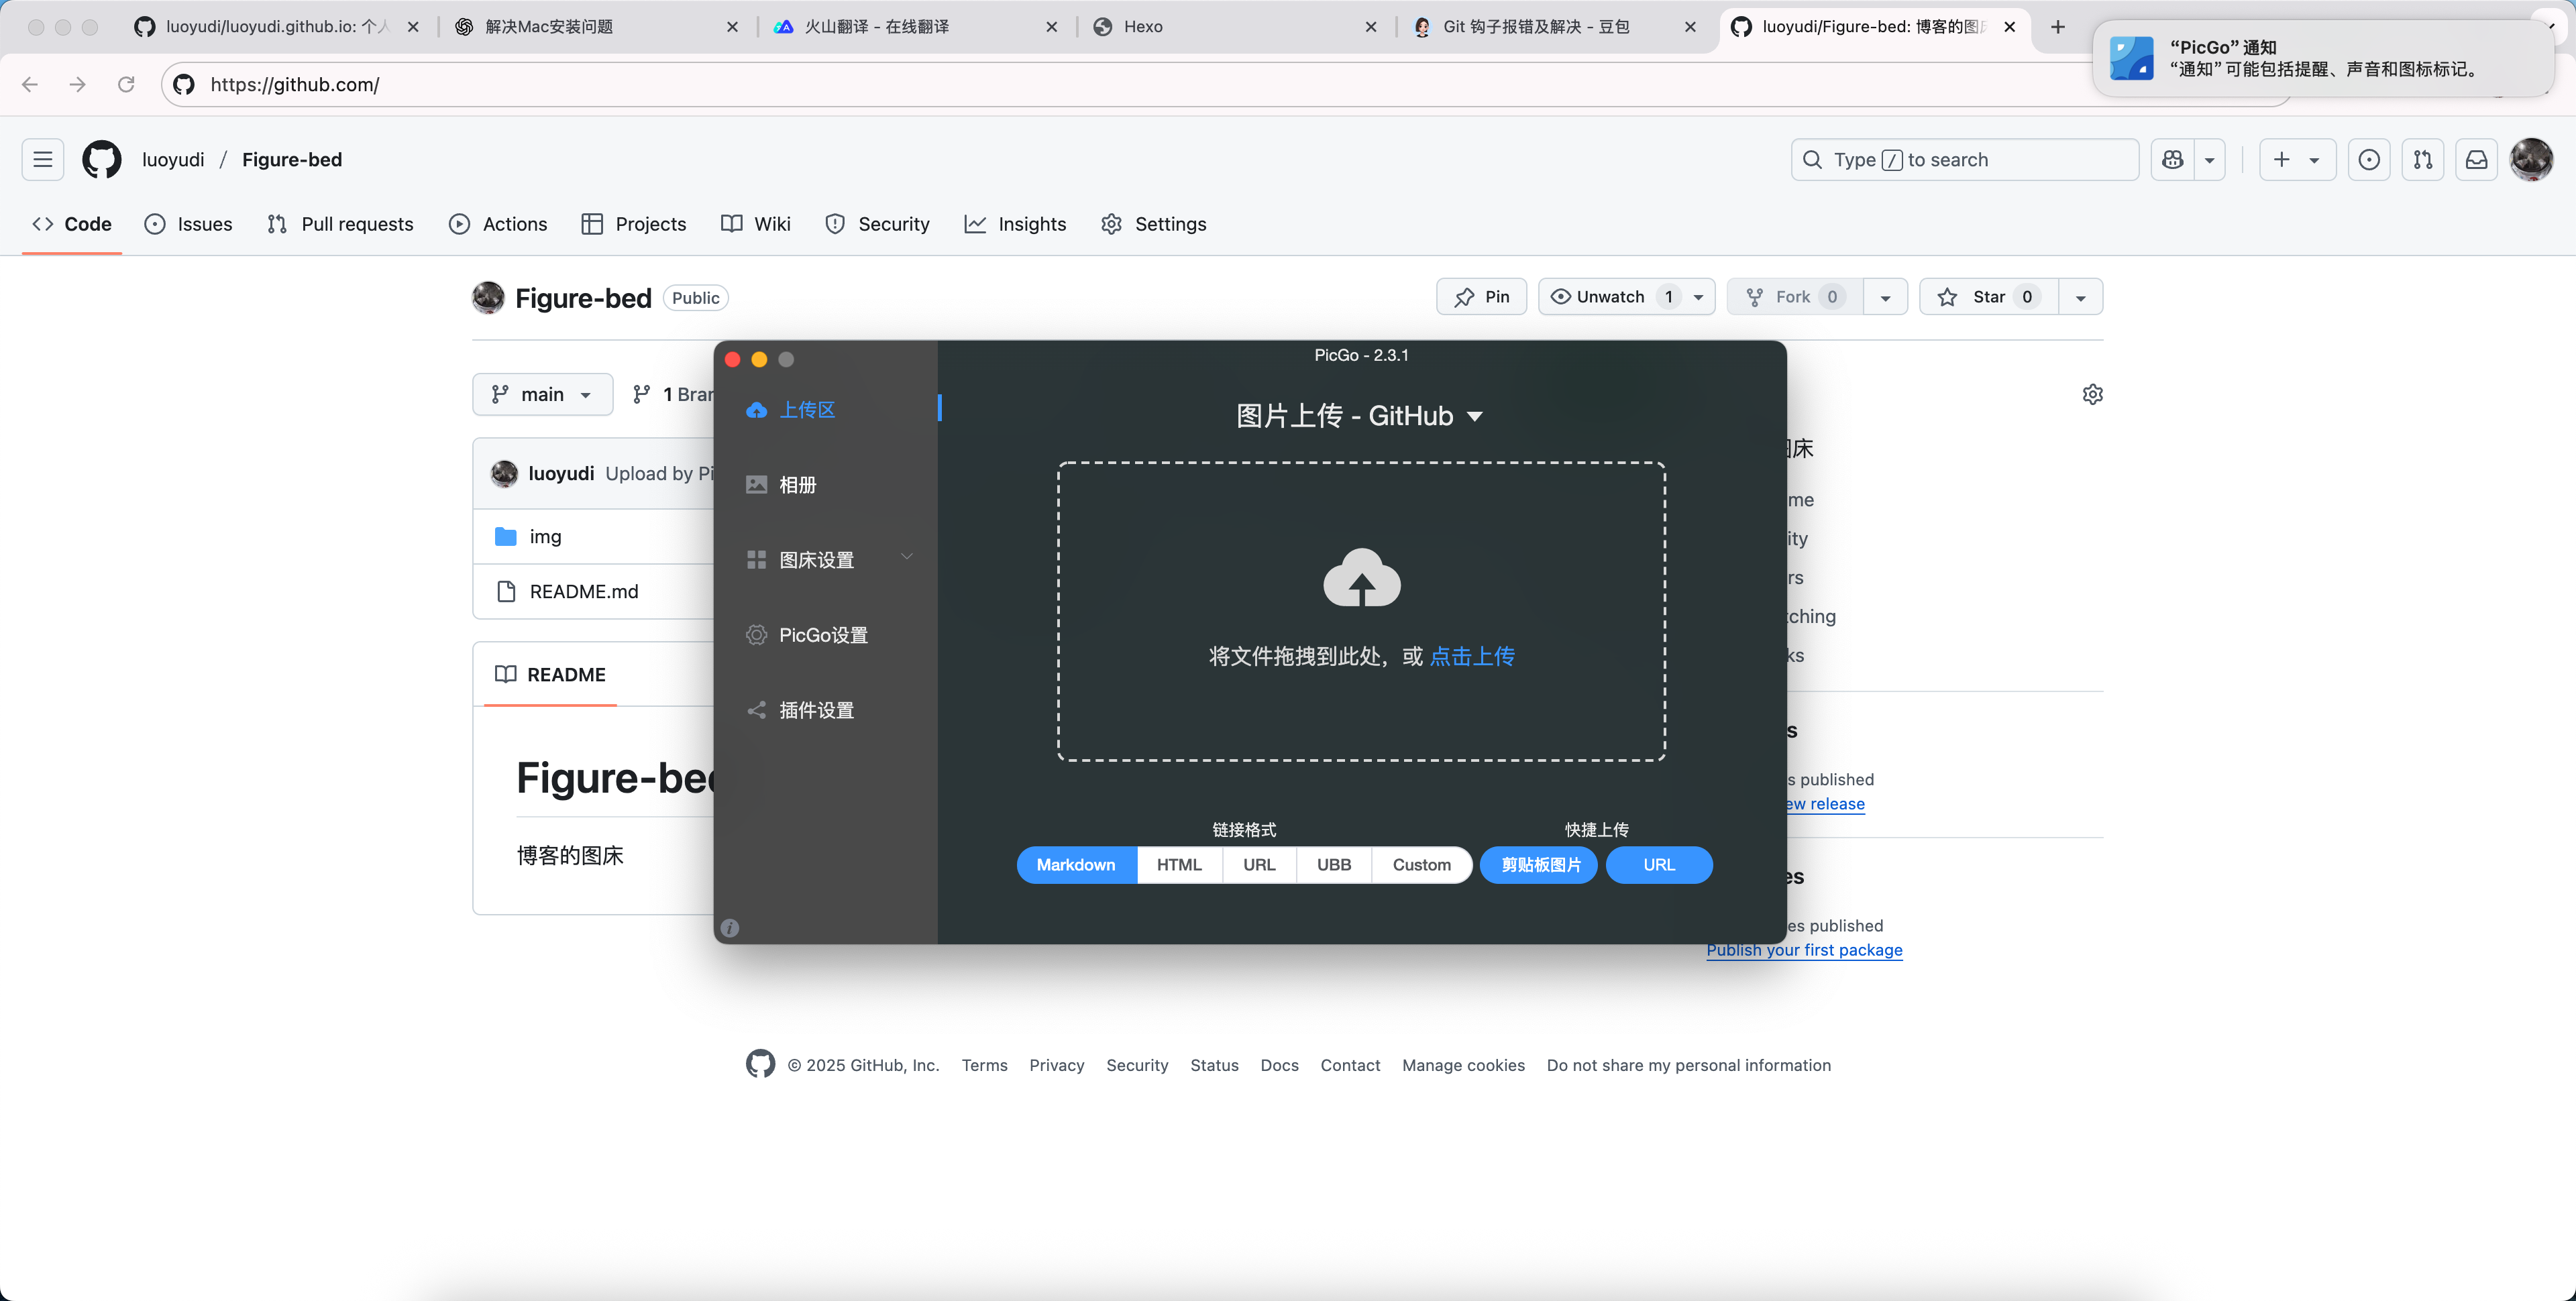 luoyudi/luoyudi.github.io: 个人
解决Mac安装问题
火山翻译 - 在线翻译
Hexo
Git 钩子报错及解决 - 豆包
luoyudi/Figure-bed: 博客的图床
“PicGo” 通知
“通知” 可能包括提醒、声音和图标标记。
https://github.com/
luoyudi / Figure-bed
Type / to search
Code
Issues
Pull requests
Actions
Projects
Wiki
Security
Insights
Settings
Figure-bed Public
Pin
Unwatch 1
Fork 0
Star 0
main
1 Bran
luoyudi Upload by Pi
img
README.md
README
Figure-bed
博客的图床
PicGo - 2.3.1
上传区
相册
图床设置
PicGo设置
插件设置
图片上传 - GitHub
将文件拖拽到此处，或 点击上传
链接格式
快捷上传
Markdown
HTML
URL
UBB
Custom
剪贴板图片
URL
图床
me
ity
rs
tching
ks
s
s published
ew release
es
es published
Publish your first package
© 2025 GitHub, Inc.
Terms
Privacy
Security
Status
Docs
Contact
Manage cookies
Do not share my personal information